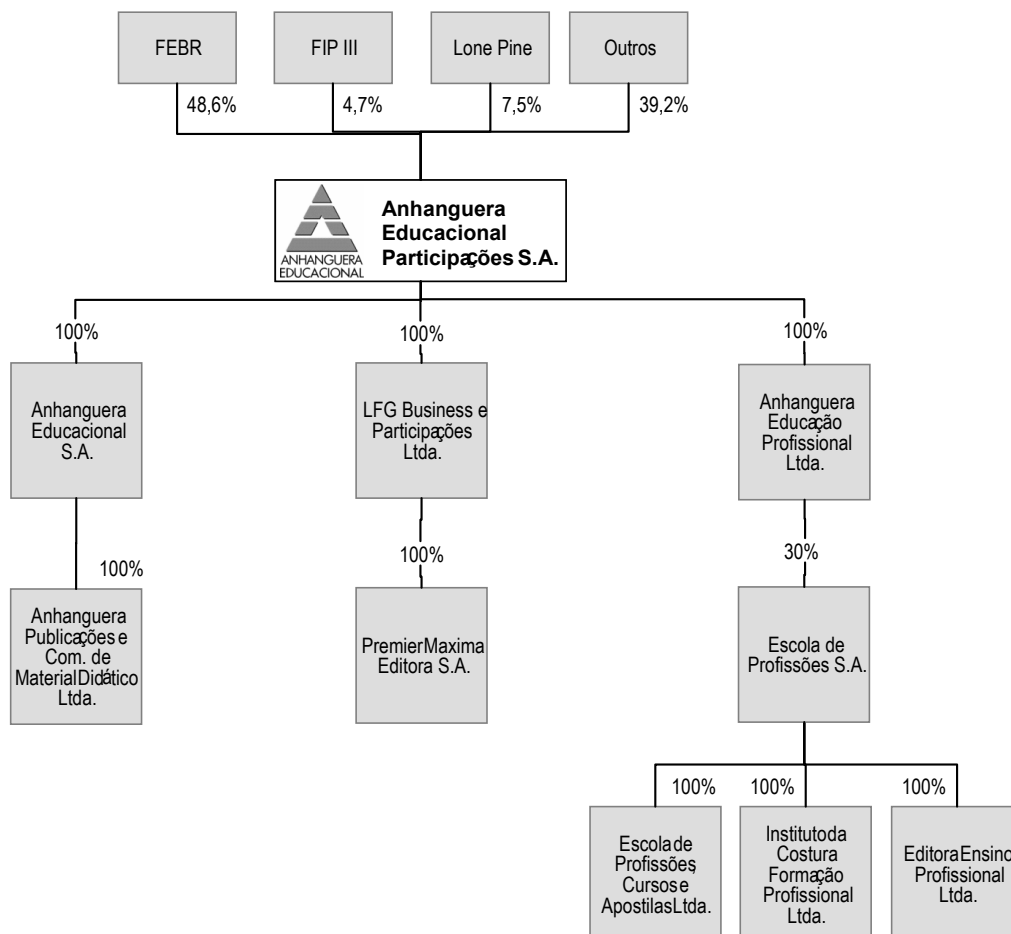 FEBR
FIP III
Lone Pine
Outros
48,6%
4,7%
7,5%
39,2%
ANHANGUERA
EDUCACIONAL
Anhanguera
Educacional
Participações S.A.
100%
100%
100%
Anhanguera
Educacional
S.A.
LFG Business e
Participações
Ltda.
Anhanguera
Educação
Profissional
Ltda.
100%
100%
30%
Anhanguera
Publicações e
Com. de
Material Didático
Ltda.
Premier Maxima
Editora S.A.
Escola de
Profissões S.A.
100%
100%
100%
Escola de
Profissões,
Cursos e
Apostilas Ltda.
Instituto da
Costura
Formação
Profissional
Ltda.
Editora Ensino
Profissional
Ltda.